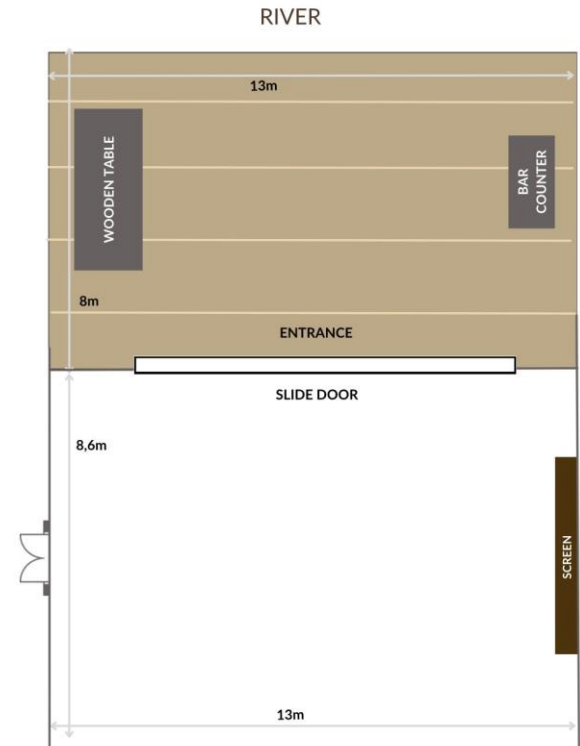 RIVER
13m
WOODEN TABLE
BAR
COUNTER
8m
ENTRANCE
SLIDE DOOR
8,6m
SCREEN
13m